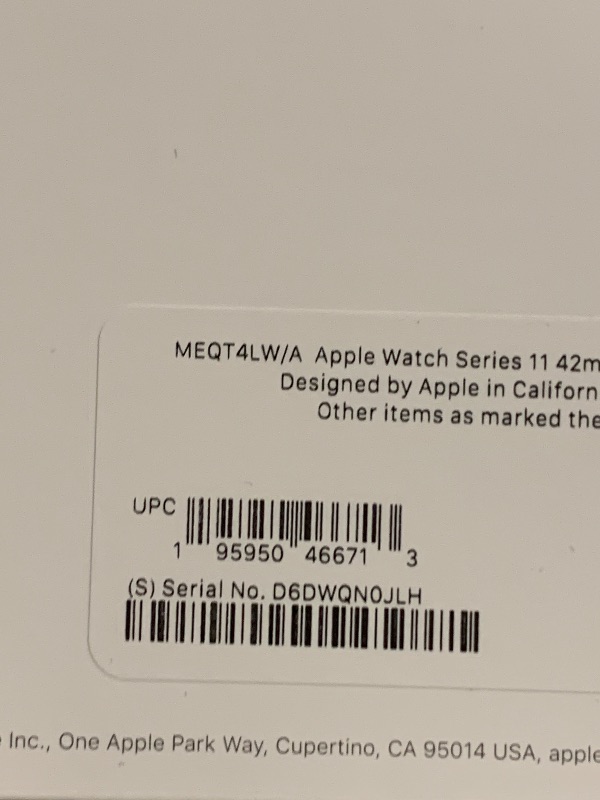 MEQT4LW/A Apple Watch Series 11 42m
Designed by Apple in Californ
Other items as marked the
UPC
1 95950 46671 3
(S) Serial No. D6DWQN0JLH
Inc., One Apple Park Way, Cupertino, CA 95014 USA, apple